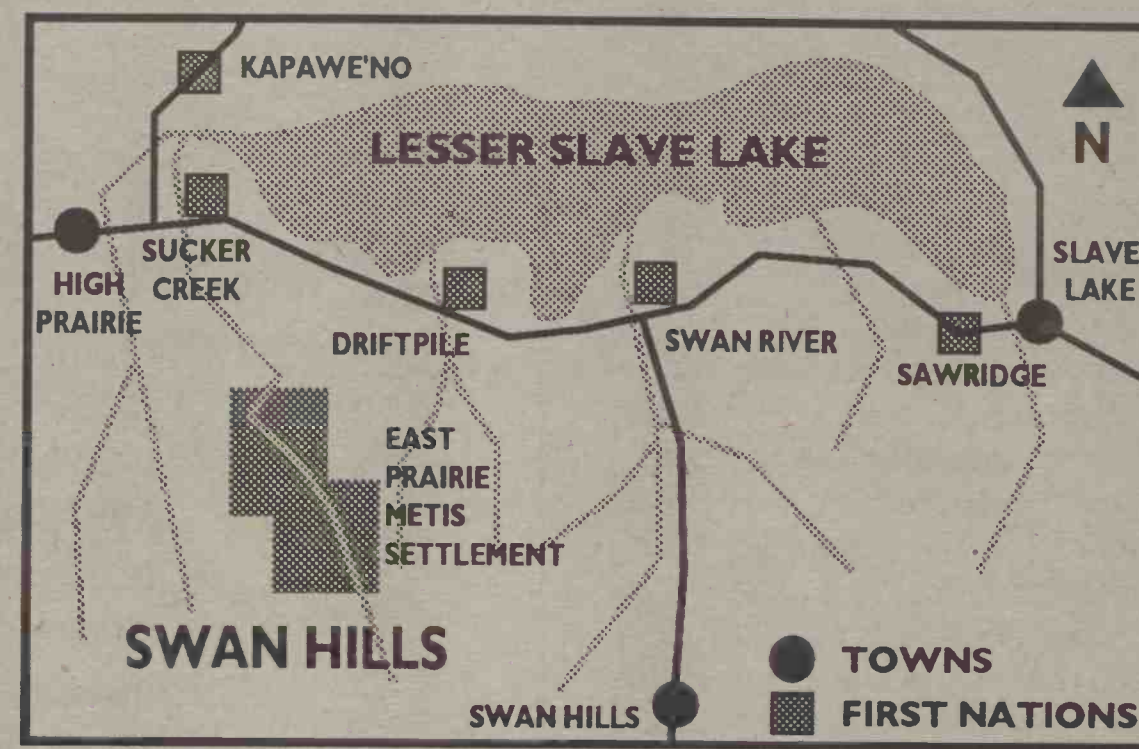 KAPAWE'NO
LESSER SLAVE LAKE
N
SUCKER
CREEK
HIGH
PRAIRIE
SLAVE
LAKE
DRIFTPILE
SWAN RIVER
SAWRIDGE
EAST
PRAIRIE
METIS
SETTLEMENT
SWAN HILLS
SWAN HILLS
TOWNS
FIRST NATIONS